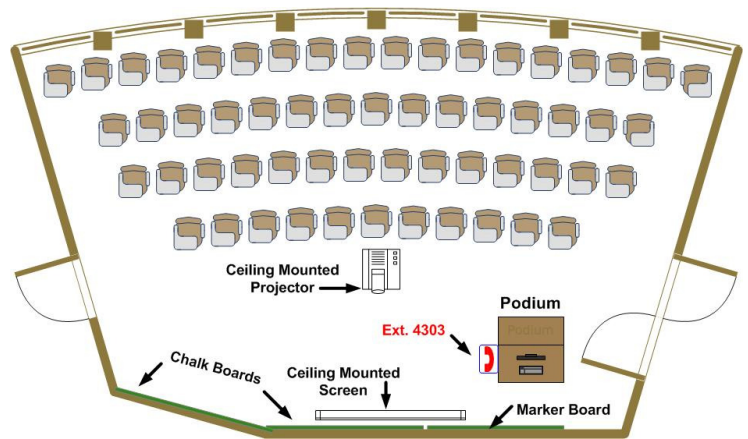 Ceiling Mounted
Projector
Podium
Podium
Ext. 4303
Chalk Boards
Ceiling Mounted
Screen
Marker Board